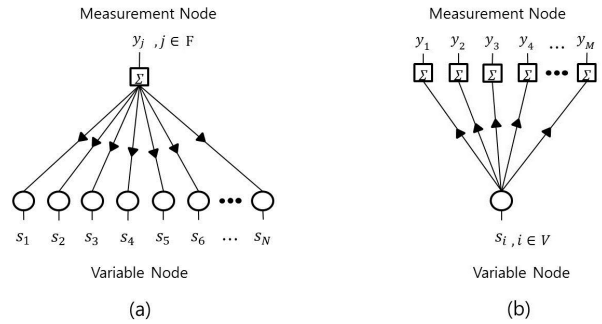 Measurement Node
y_j , j ∈ F
Σ
s_1 s_2 s_3 s_4 s_5 s_6 ... s_N
Variable Node
(a)
Measurement Node
y_1 y_2 y_3 y_4 ... y_M
Σ Σ Σ Σ Σ
s_i , i ∈ V
Variable Node
(b)